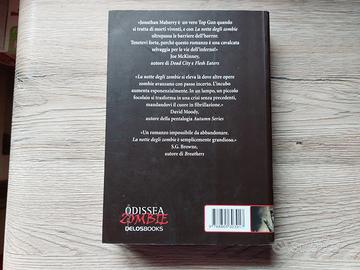 «Jonathan Maberry è un vero Top Gun quando
si tratta di morti viventi, e con La notte degli zombie
oltrepassa le barriere dell'horror.
Tenetevi forte, perché questo romanzo è una cavalcata
selvaggia per le vie dell'inferno!»
Joe McKinney,
autore di Dead City e Flesh Eaters
«La notte degli zombie si eleva là dove altre opere
zombie avanzano con passo incerto. L'incubo
aumenta esponenzialmente. In un lampo, un piccolo
focolaio si trasforma in una crisi senza precedenti,
mandandovi il cuore in fibrillazione.»
David Moody,
autore della pentalogia Autumn Series
«Un romanzo impossibile da abbandonare.
La notte degli zombie è semplicemente grandioso.»
S.G. Browne,
autore di Breathers
ODISSEA
ZOMBIE
DELOSBOOKS